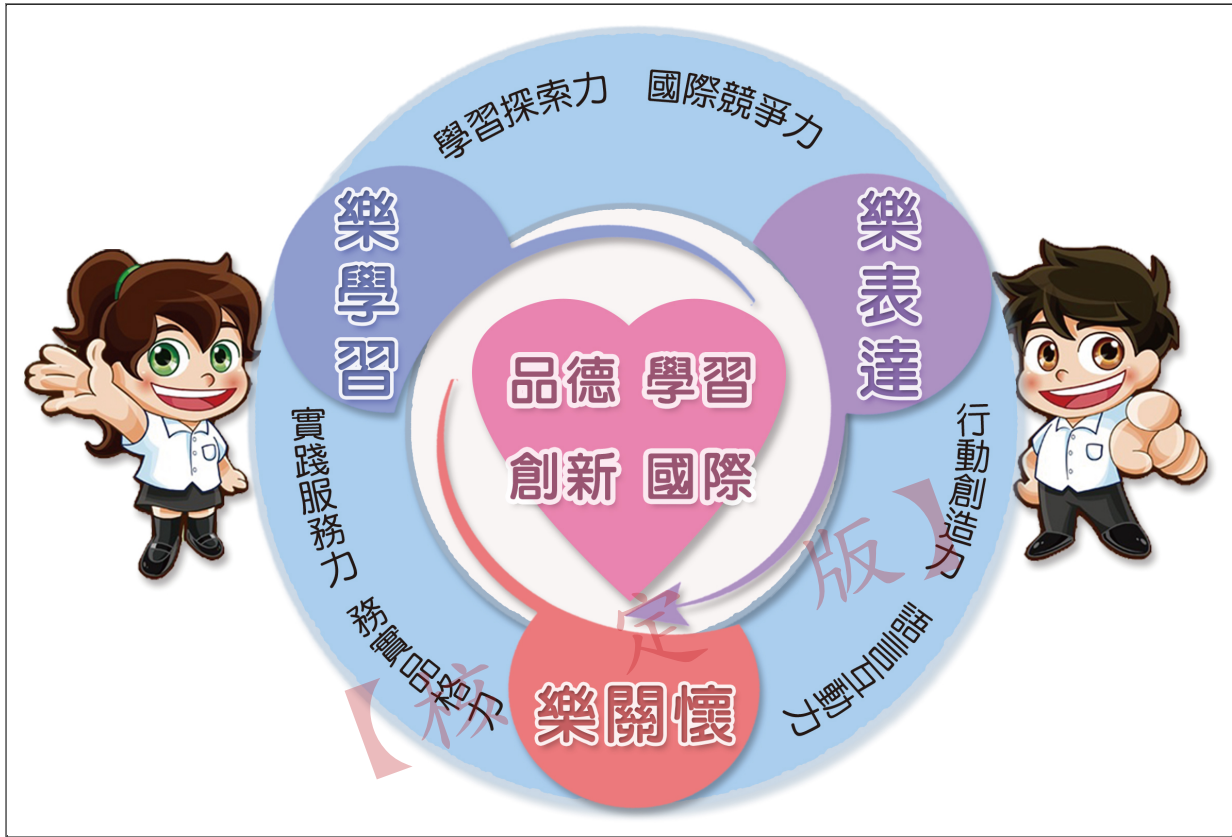 學習探索力
國際競爭力
樂學習
樂表達
品德 學習
創新 國際
實踐服務力
行動創造力
務實品格力
語言互動力
樂關懷
【核定版】